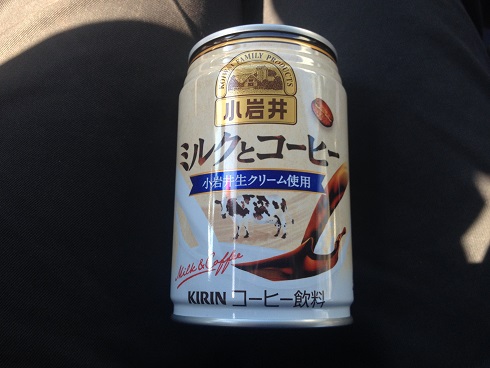 KOIWAI FAMILY PRODUCTS
小岩井
ミルクとコーヒー
小岩井生クリーム使用
Milk & Coffee
KIRIN コーヒー飲料